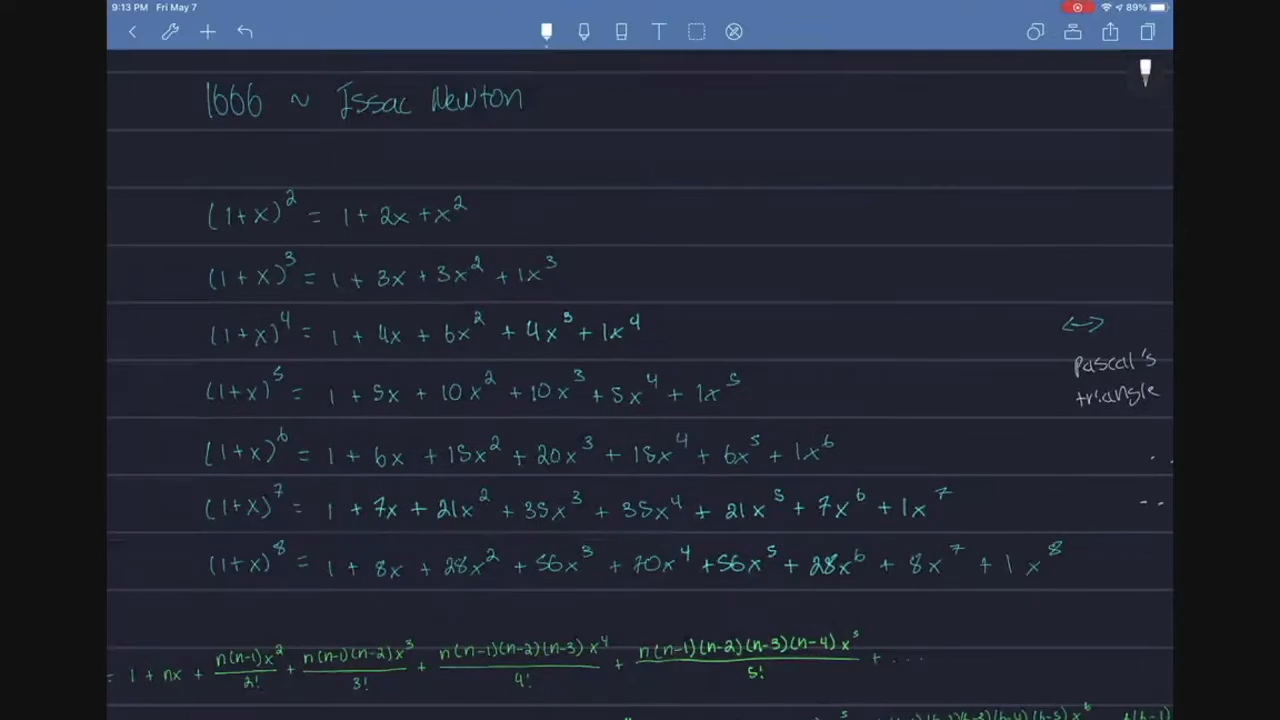 9:13 PM Fri May 7 89%
1666 ~ Issac Newton
(1+x)^2 = 1 + 2x + x^2
(1+x)^3 = 1 + 3x + 3x^2 + 1x^3
(1+x)^4 = 1 + 4x + 6x^2 + 4x^3 + 1x^4
<->
Pascal's
triangle
(1+x)^5 = 1 + 5x + 10x^2 + 10x^3 + 5x^4 + 1x^5
(1+x)^6 = 1 + 6x + 15x^2 + 20x^3 + 15x^4 + 6x^5 + 1x^6 ..
(1+x)^7 = 1 + 7x + 21x^2 + 35x^3 + 35x^4 + 21x^5 + 7x^6 + 1x^7 --
(1+x)^8 = 1 + 8x + 28x^2 + 56x^3 + 70x^4 + 56x^5 + 28x^6 + 8x^7 + 1x^8
= 1 + nx + n(n-1)x^2/2! + n(n-1)(n-2)x^3/3! + n(n-1)(n-2)(n-3)x^4/4! + n(n-1)(n-2)(n-3)(n-4)x^5/5! + ....